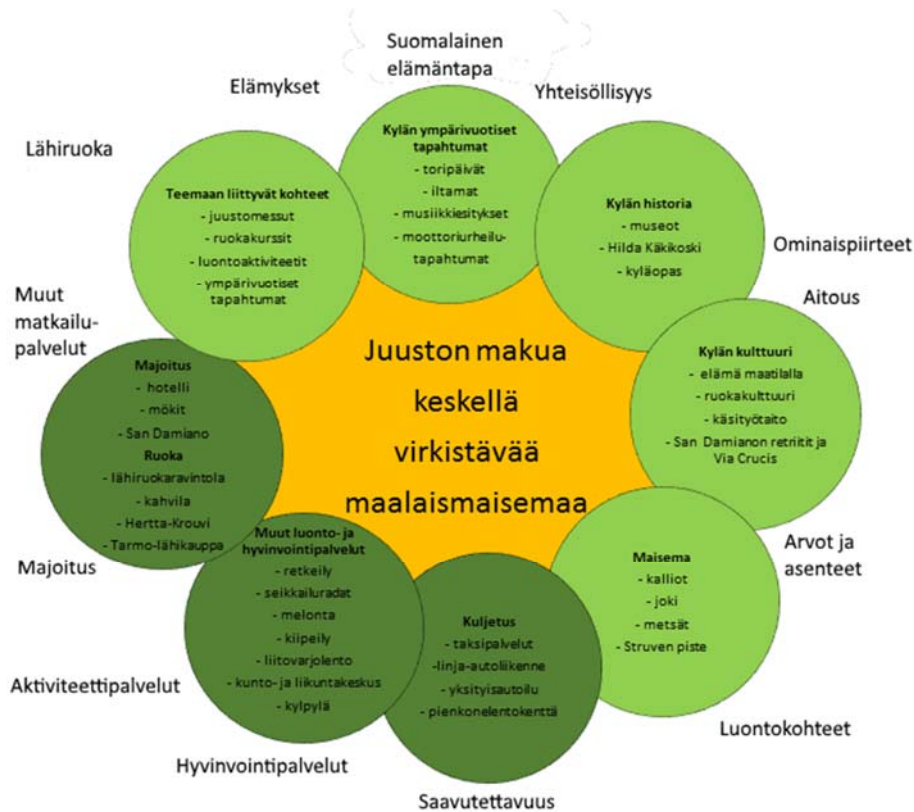 Suomalainen
elämäntapa
Elämykset
Yhteisöllisyys
Lähiruoka
Kylän ympärivuotiset
tapahtumat
- toripäivät
- iltamat
- musiikkiesitykset
- moottoriurheilu-
tapahtumat
Teemaan liittyvät kohteet
- juustomessut
- ruokakurssit
- luontoaktiviteetit
- ympärivuotiset
tapahtumat
Kylän historia
- museot
- Hilda Käkikoski
- kyläopas
Ominaispiirteet
Aitous
Muut
matkailu-
palvelut
Juuston makua
keskellä
virkistävää
maalaismaisemaa
Kylän kulttuuri
- elämä maatilalla
- ruokakulttuuri
- käsityötaito
- San Damianon retriitit ja
Via Crucis
Majoitus
- hotelli
- mökit
- San Damiano
Ruoka
- lähiruokaravintola
- kahvila
- Hertta-Krouvi
- Tarmo-lähikauppa
Majoitus
Arvot ja
asenteet
Muut luonto- ja
hyvinvointipalvelut
- retkeily
- seikkailuradat
- melonta
- kiipeily
- liitovarjolento
- kunto- ja liikuntakeskus
- kylpylä
Maisema
- kalliot
- joki
- metsät
- Struven piste
Kuljetus
- taksipalvelut
-linja-autoliikenne
- yksityisautoilu
- pienkonelentokenttä
Aktiviteettipalvelut
Luontokohteet
Hyvinvointipalvelut
Saavutettavuus